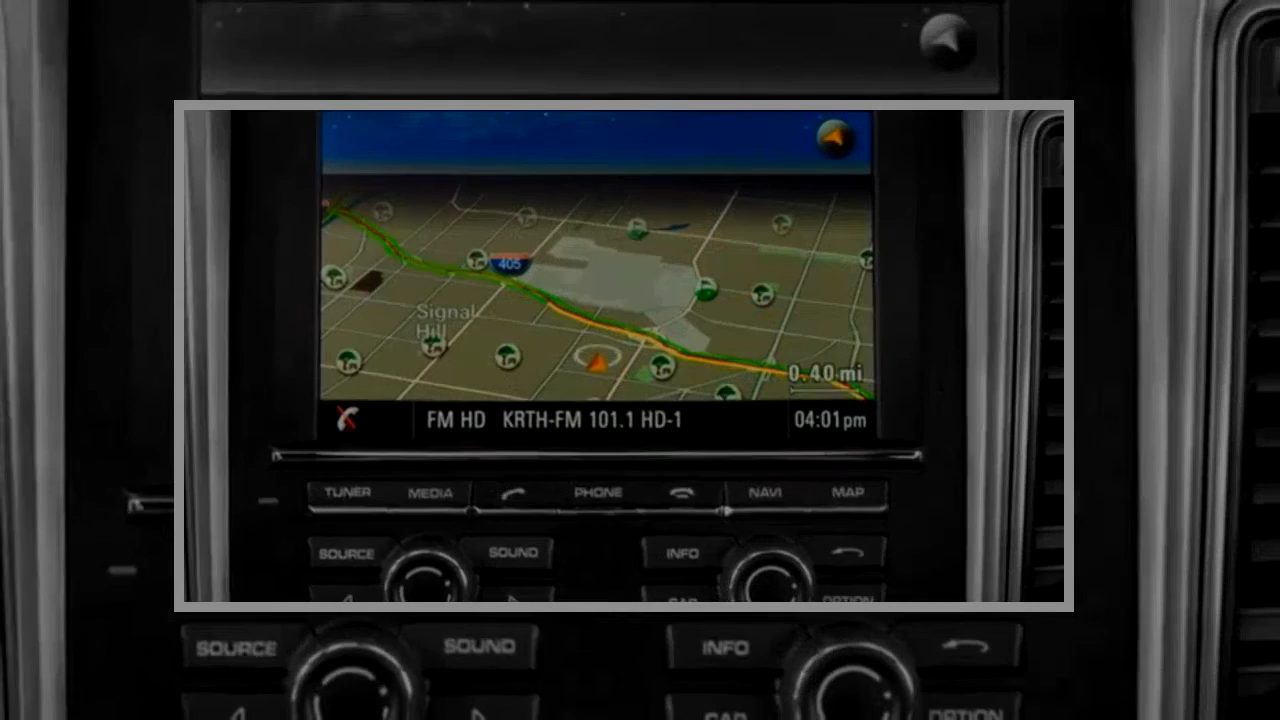 405
Signal
Hill
0.40 mi
FM HD KRTH-FM 101.1 HD-1 04:01pm
TUNER MEDIA PHONE NAVI MAP
SOURCE SOUND INFO
OPTION
SOURCE SOUND INFO
OPTION